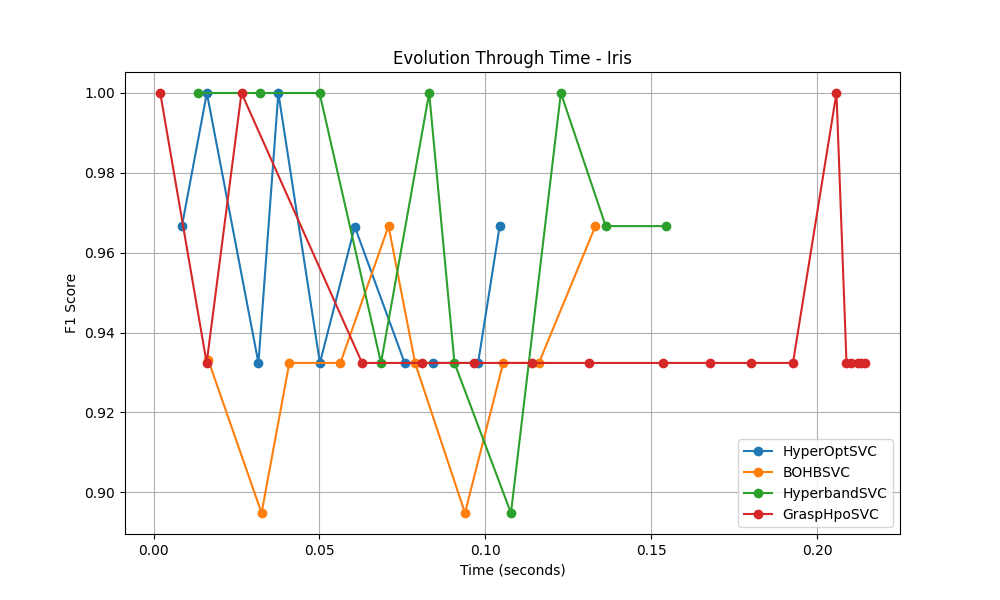 Evolution Through Time - Iris
F1 Score
1.00
0.98
0.96
0.94
0.92
0.90
0.00
0.05
0.10
0.15
0.20
Time (seconds)
HyperOptSVC
BOHBSVC
HyperbandSVC
GraspHpoSVC